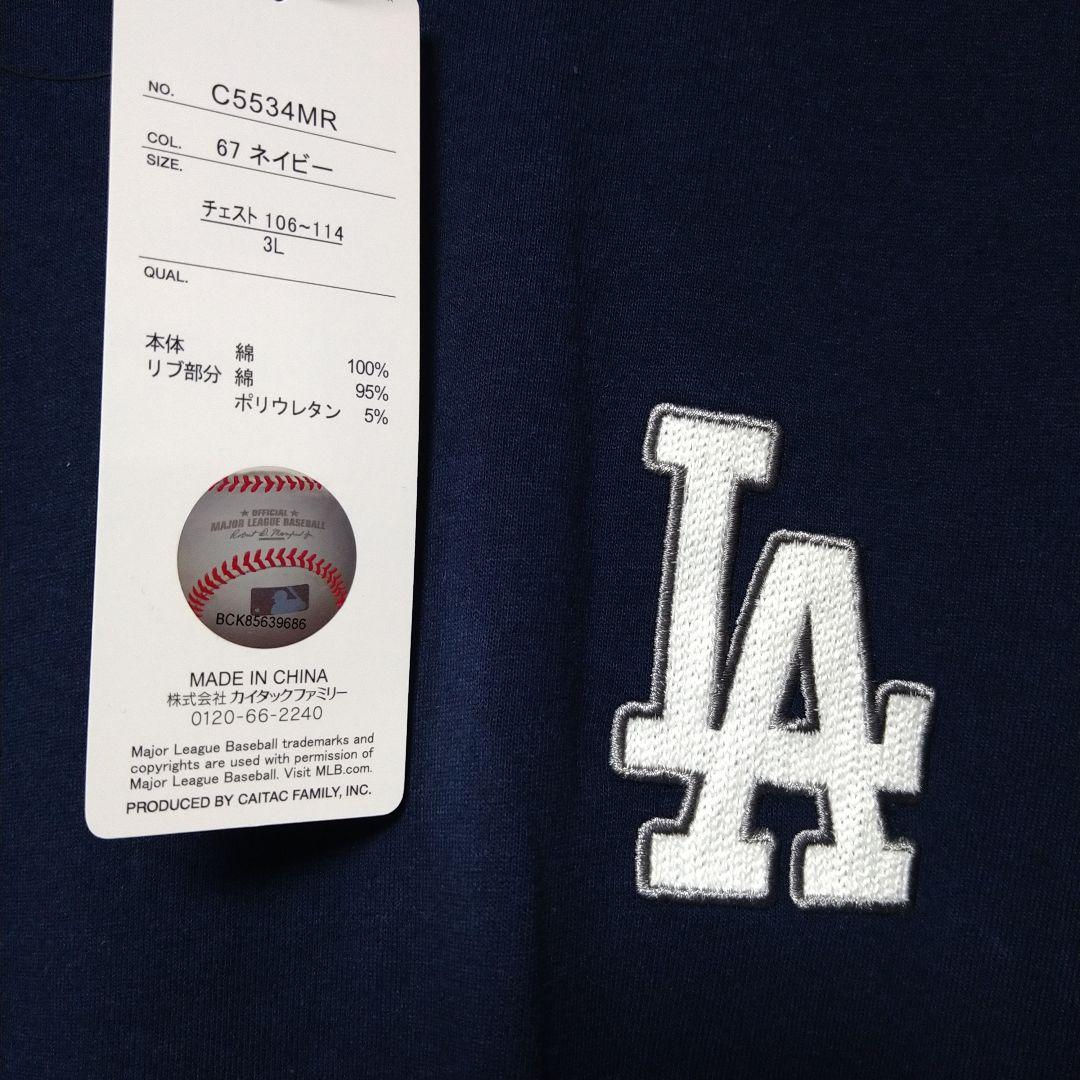 NO. C5534MR
COL. 67 ネイビー
SIZE.
チェスト 106~114
3L
QUAL.
本体 綿 100%
リブ部分 綿 95%
ポリウレタン 5%
OFFICIAL
MAJOR LEAGUE BASEBALL
BCK85639686
MADE IN CHINA
株式会社 カイタックファミリー
0120-66-2240
Major League Baseball trademarks and
copyrights are used with permission of
Major League Baseball. Visit MLB.com.
PRODUCED BY CAITAC FAMILY, INC.
LA